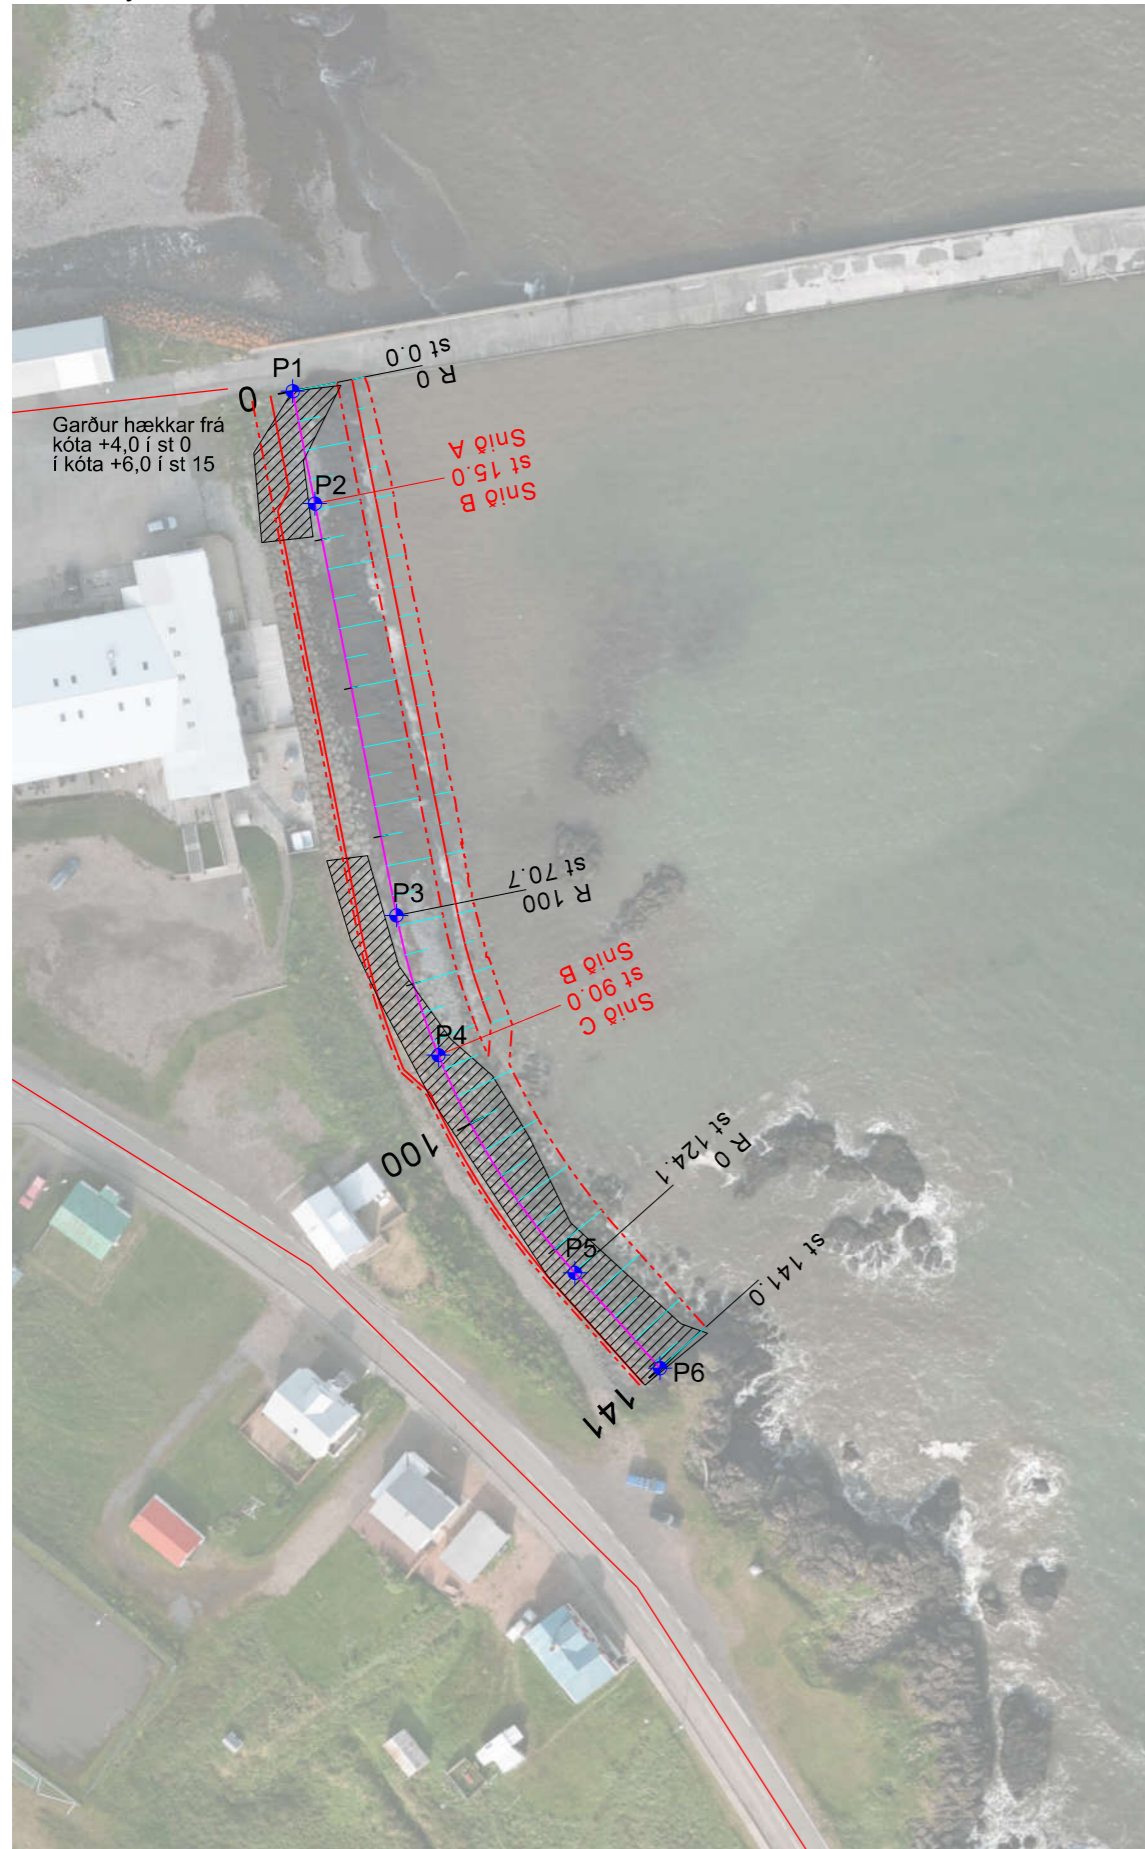 P1
0
st 0.0
R 0
Garður hækkar frá
kóta +4,0 í st 0
í kóta +6,0 í st 15
Snið A
st 15.0
Snið B
P2
st 70.7
R 100
P3
Snið B
st 90.0
Snið C
P4
100
R 0
st 124.1
P5
st 141.0
P6
141